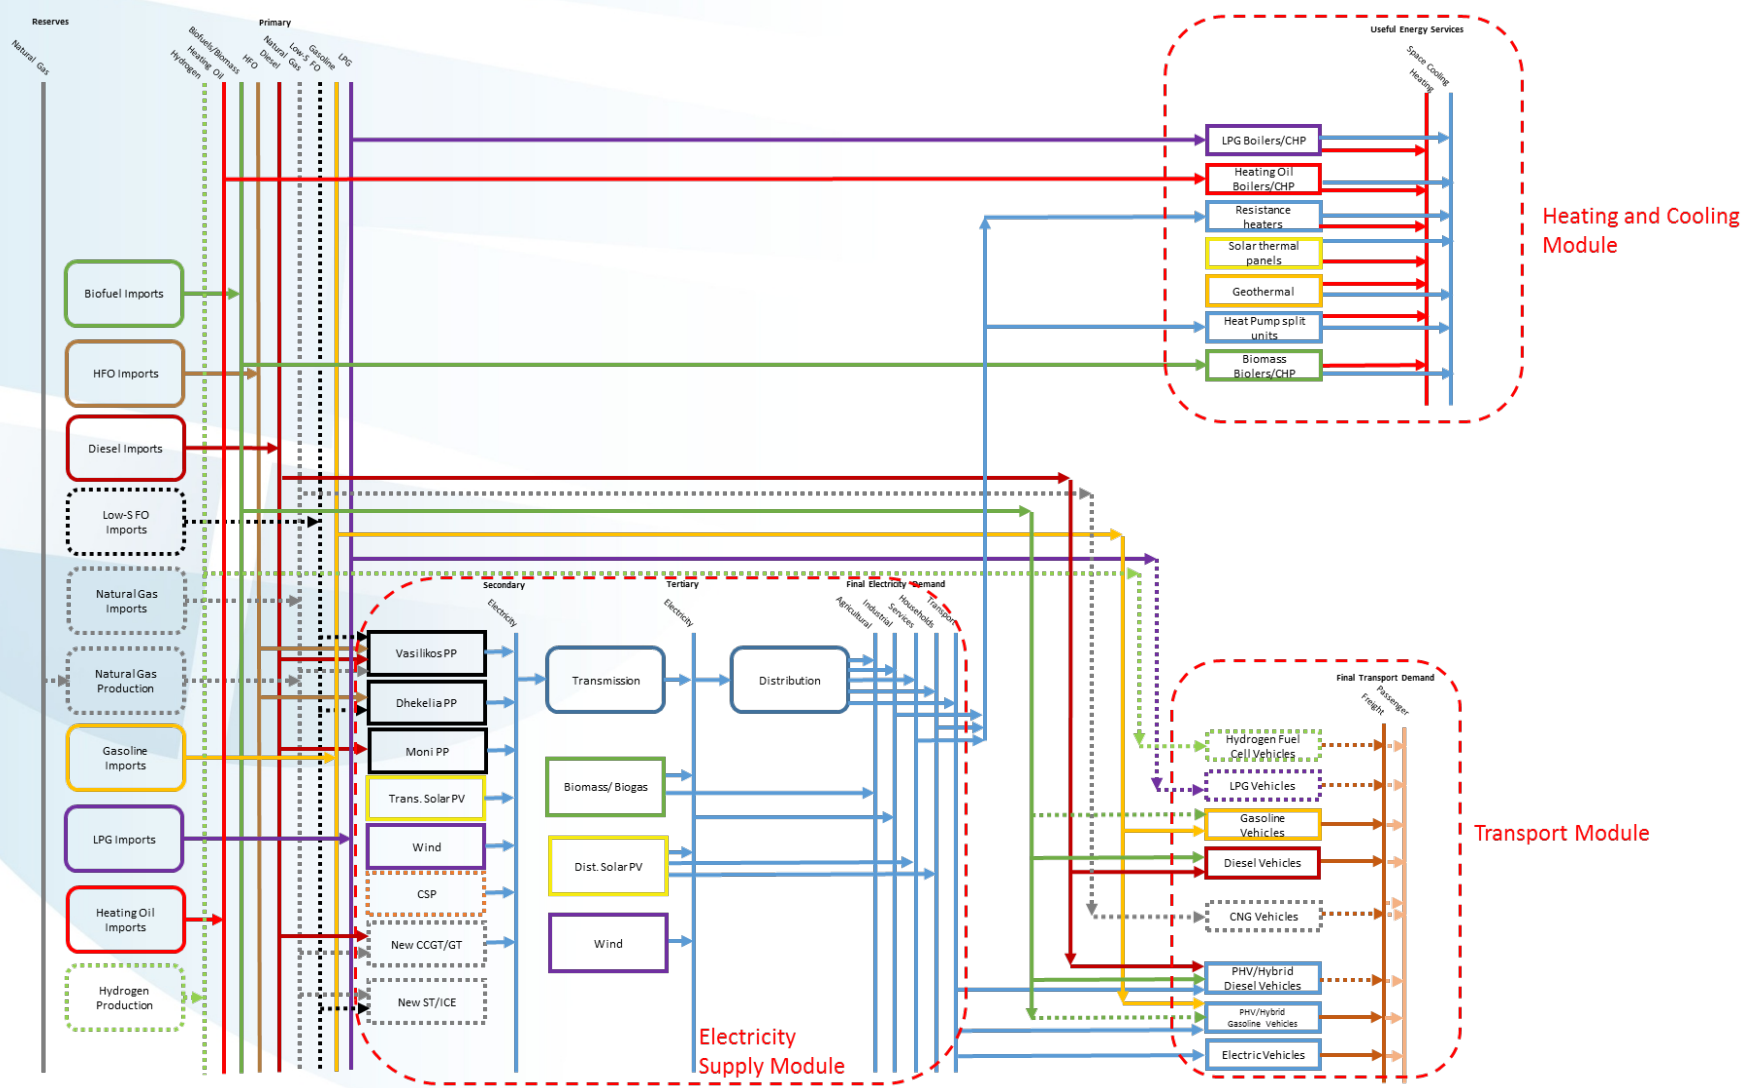 Reserves
Primary
Natural Gas
Hydrogen
Heating Oil
Biofuels/Biomass
HFO
Diesel
Natural
Gas
Low-S FO
Gasoline
LPG
Useful Energy Services
Heating
Space Cooling
LPG Boilers/CHP
Heating Oil
Boilers/CHP
Resistance
heaters
Solar thermal
panels
Geothermal
Heat Pump split
units
Biomass
Biolers/CHP
Heating and Cooling
Module
Biofuel Imports
HFO Imports
Diesel Imports
Low-S FO
Imports
Natural Gas
Imports
Natural Gas
Production
Gasoline
Imports
LPG Imports
Heating Oil
Imports
Hydrogen
Production
Secondary
Tertiary
Final Electricity Demand
Electricity
Electricity
Agricultural
Industrial
Services
Households
Transport
Vasilikos PP
Dhekelia PP
Moni PP
Trans. Solar PV
Wind
CSP
New CCGT/GT
New ST/ICE
Transmission
Distribution
Biomass/ Biogas
Dist. Solar PV
Wind
Electricity
Supply Module
Final Transport Demand
Freight
Passenger
Hydrogen Fuel
Cell Vehicles
LPG Vehicles
Gasoline
Vehicles
Diesel Vehicles
CNG Vehicles
PHV/Hybrid
Diesel Vehicles
PHV/Hybrid
Gasoline Vehicles
Electric Vehicles
Transport Module